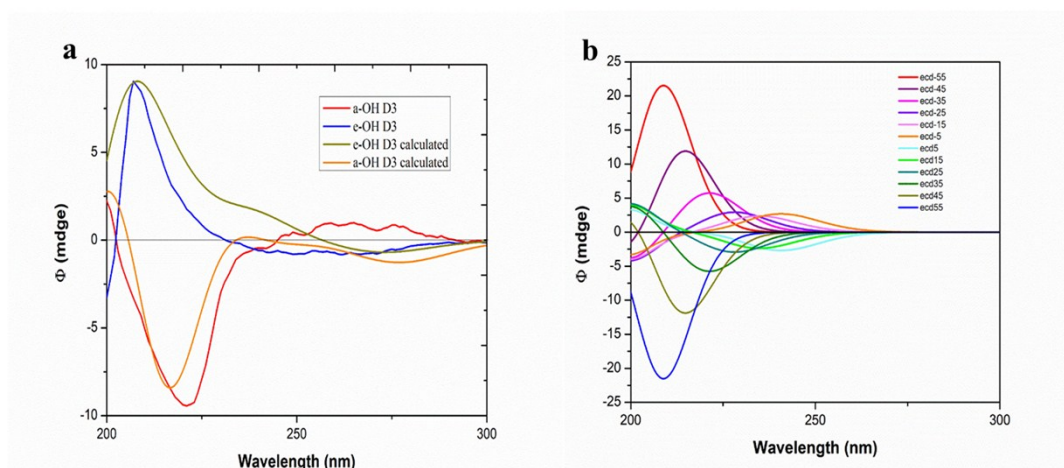 a
10
5
0
-5
-10
Φ (mdge)
200
250
300
Wavelength (nm)
a-OH D3
c-OH D3
c-OH D3 calculated
a-OH D3 calculated
b
25
20
15
10
5
0
-5
-10
-15
-20
-25
Φ (mdge)
200
250
300
Wavelength (nm)
ecd-55
ecd-45
ecd-35
ecd-25
ecd-15
ecd-5
ecd5
ecd15
ecd25
ecd35
ecd45
ecd55